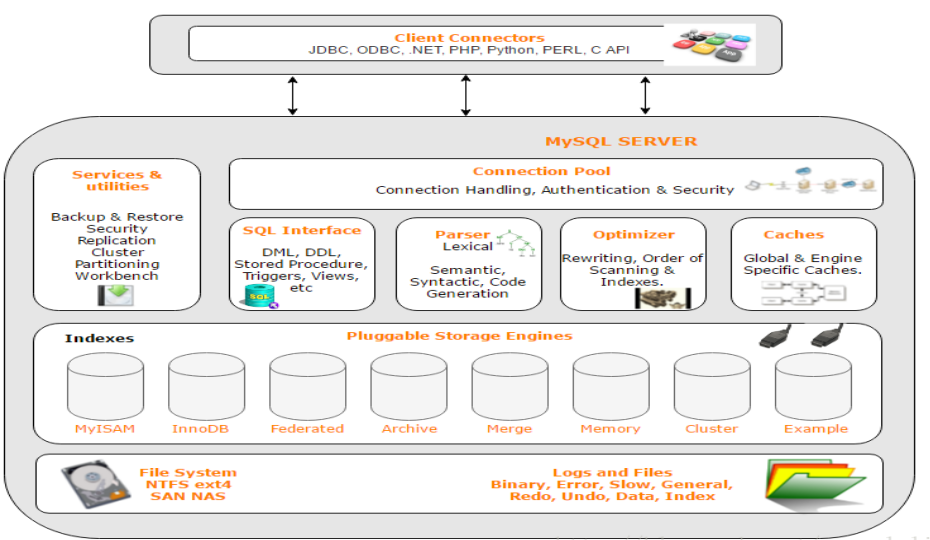 Client Connectors
JDBC, ODBC, .NET, PHP, Python, PERL, C API
App
MySQL SERVER
Services &
utilities
Backup & Restore
Security
Replication
Cluster
Partitioning
Workbench
Connection Pool
Connection Handling, Authentication & Security
SQL Interface
DML, DDL,
Stored Procedure,
Triggers, Views,
etc
SQL
Parser
Lexical
Semantic,
Syntactic, Code
Generation
Optimizer
Rewriting, Order of
Scanning &
Indexes.
Caches
Global & Engine
Specific Caches.
Indexes
Pluggable Storage Engines
MyISAM
InnoDB
Federated
Archive
Merge
Memory
Cluster
Example
File System
NTFS ext4
SAN NAS
Logs and Files
Binary, Error, Slow, General,
Redo, Undo, Data, Index